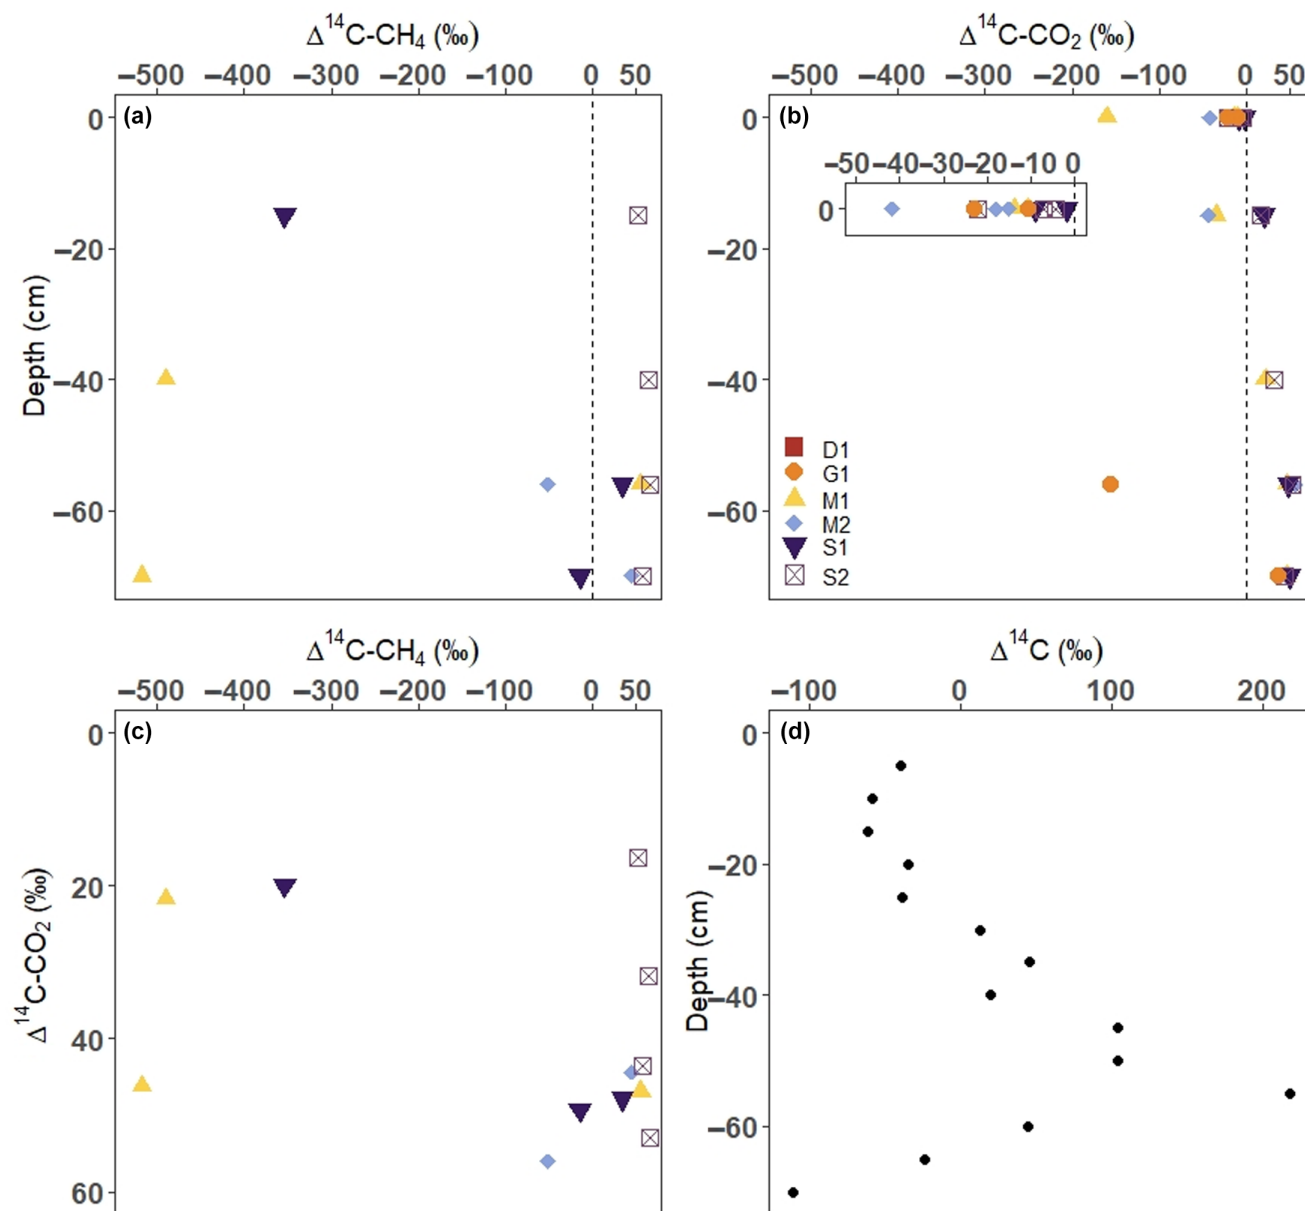 Δ¹⁴C-CH₄ (‰)
−500 −400 −300 −200 −100 0 50
(a)
0
−20
−40
−60
Depth (cm)
Δ¹⁴C-CO₂ (‰)
−500 −400 −300 −200 −100 0 50
(b)
0
−20
−40
−60
−50 −40 −30 −20 −10 0
0
D1
G1
M1
M2
S1
S2
Δ¹⁴C-CH₄ (‰)
−500 −400 −300 −200 −100 0 50
(c)
0
20
40
60
Δ¹⁴C-CO₂ (‰)
Δ¹⁴C (‰)
−100 0 100 200
(d)
0
−20
−40
−60
Depth (cm)